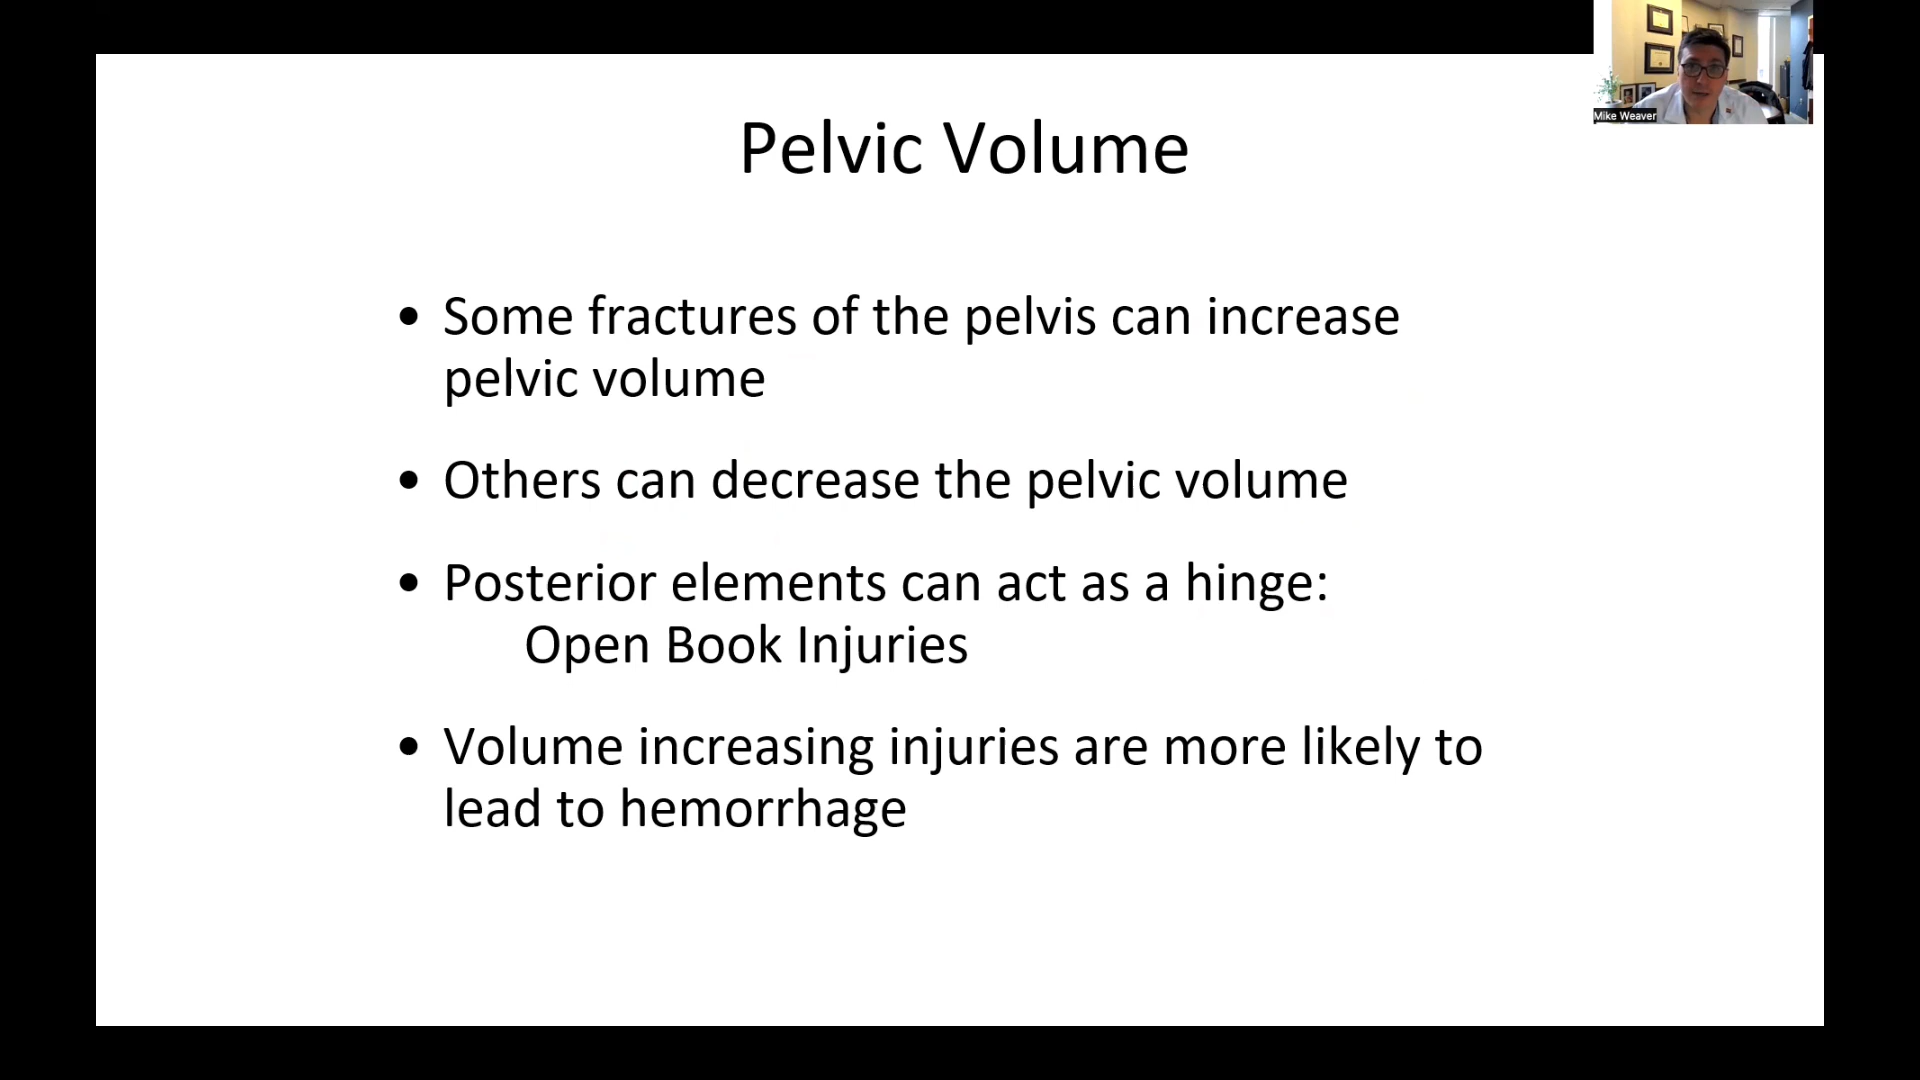 Mike Weaver
Pelvic Volume
• Some fractures of the pelvis can increase
pelvic volume
• Others can decrease the pelvic volume
• Posterior elements can act as a hinge:
Open Book Injuries
• Volume increasing injuries are more likely to
lead to hemorrhage